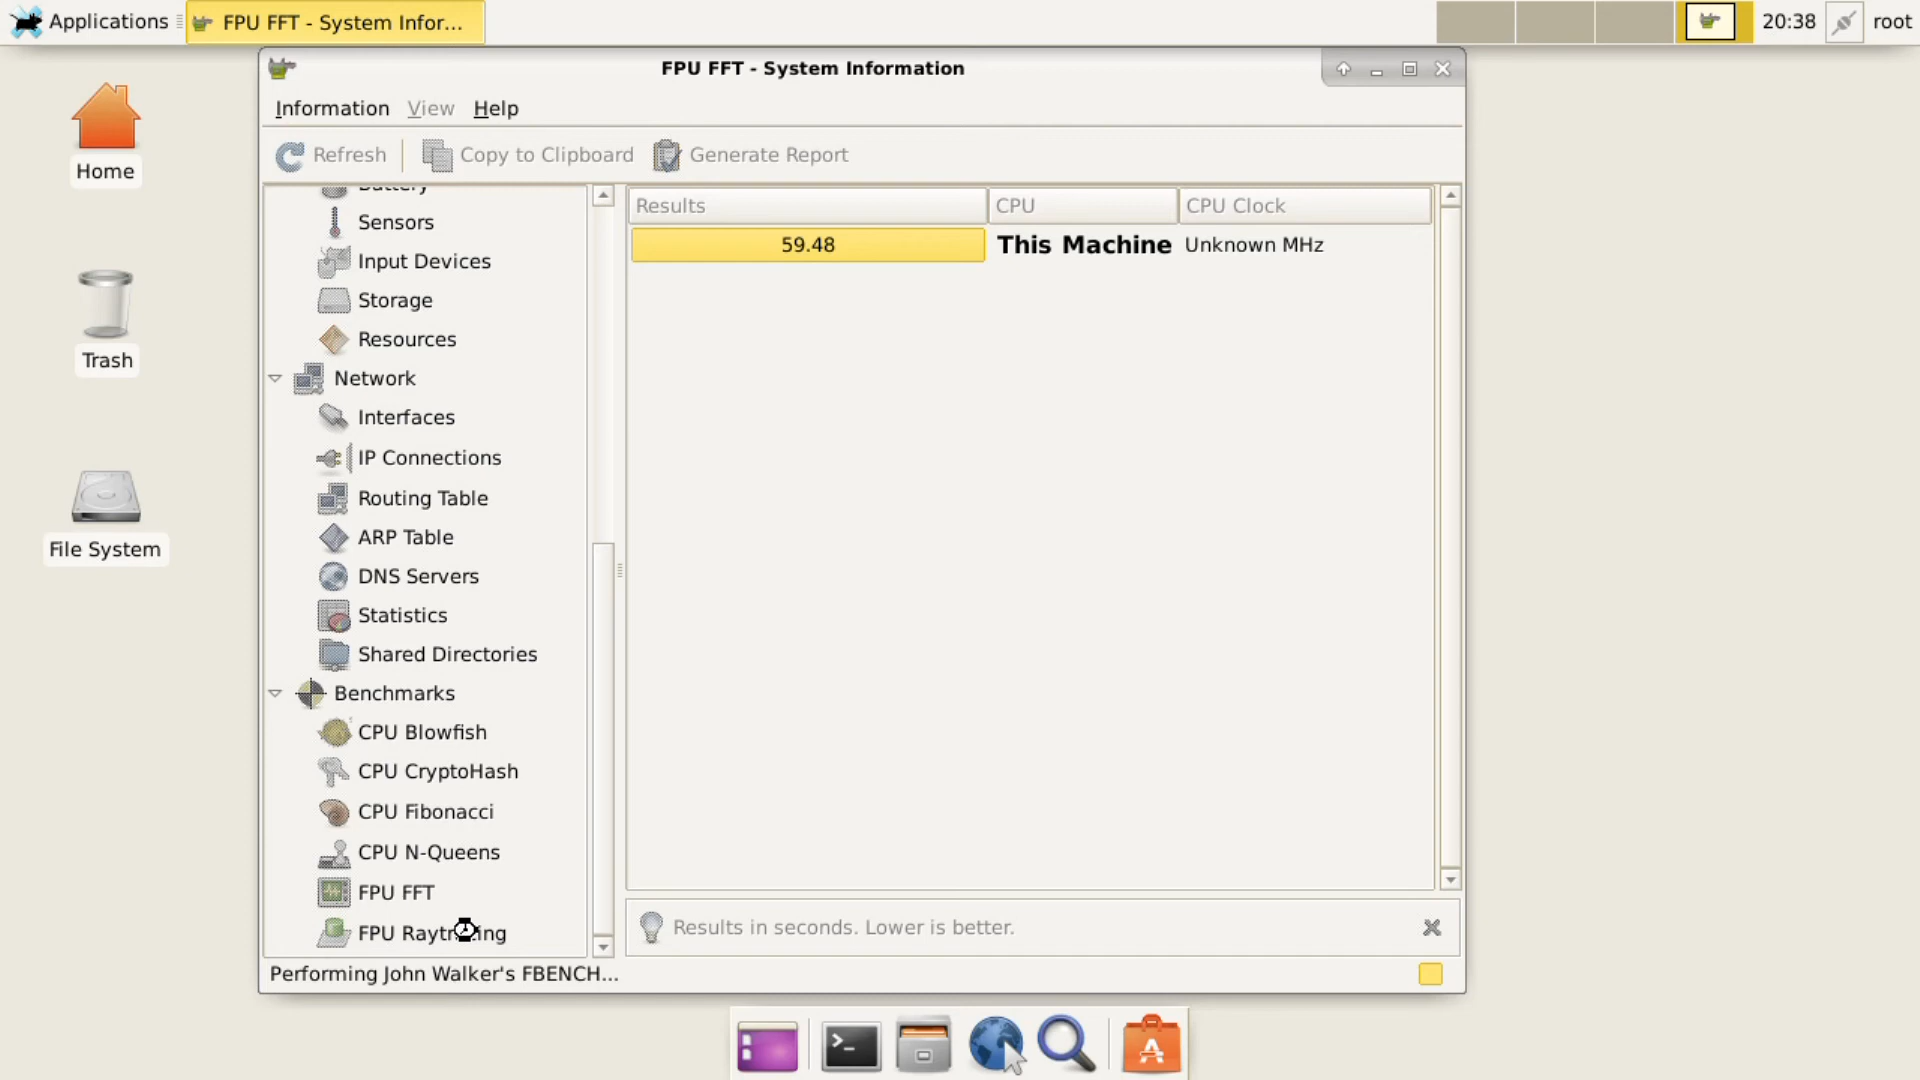 Applications
FPU FFT - System Infor...
20:38
root
FPU FFT - System Information
Information
View
Help
Refresh
Copy to Clipboard
Generate Report
Home
Trash
File System
Battery
Sensors
Input Devices
Storage
Resources
Network
Interfaces
IP Connections
Routing Table
ARP Table
DNS Servers
Statistics
Shared Directories
Benchmarks
CPU Blowfish
CPU CryptoHash
CPU Fibonacci
CPU N-Queens
FPU FFT
FPU Raytracing
Results
CPU
CPU Clock
59.48
This Machine
Unknown MHz
Results in seconds. Lower is better.
Performing John Walker's FBENCH...